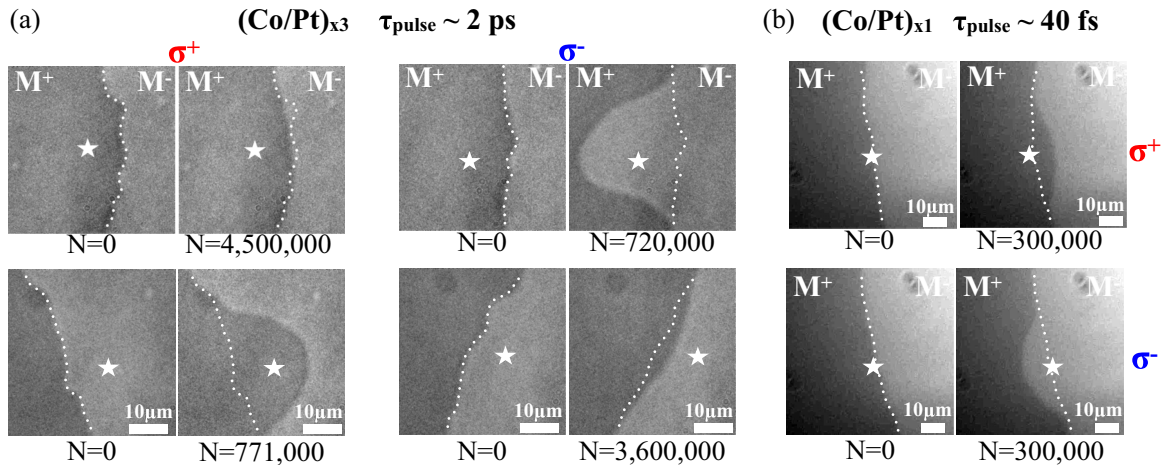 (a) (Co/Pt)x3 τpulse ~ 2 ps
σ+ σ-
M+ M- M+ M-
N=0 N=4,500,000
M+ M- M+ M-
N=0 N=720,000
10µm 10µm
N=0 N=771,000
10µm 10µm
N=0 N=3,600,000
(b) (Co/Pt)x1 τpulse ~ 40 fs
M+ M- M+ M-
σ+
10µm 10µm
N=0 N=300,000
M+ M- M+ M-
σ-
10µm 10µm
N=0 N=300,000